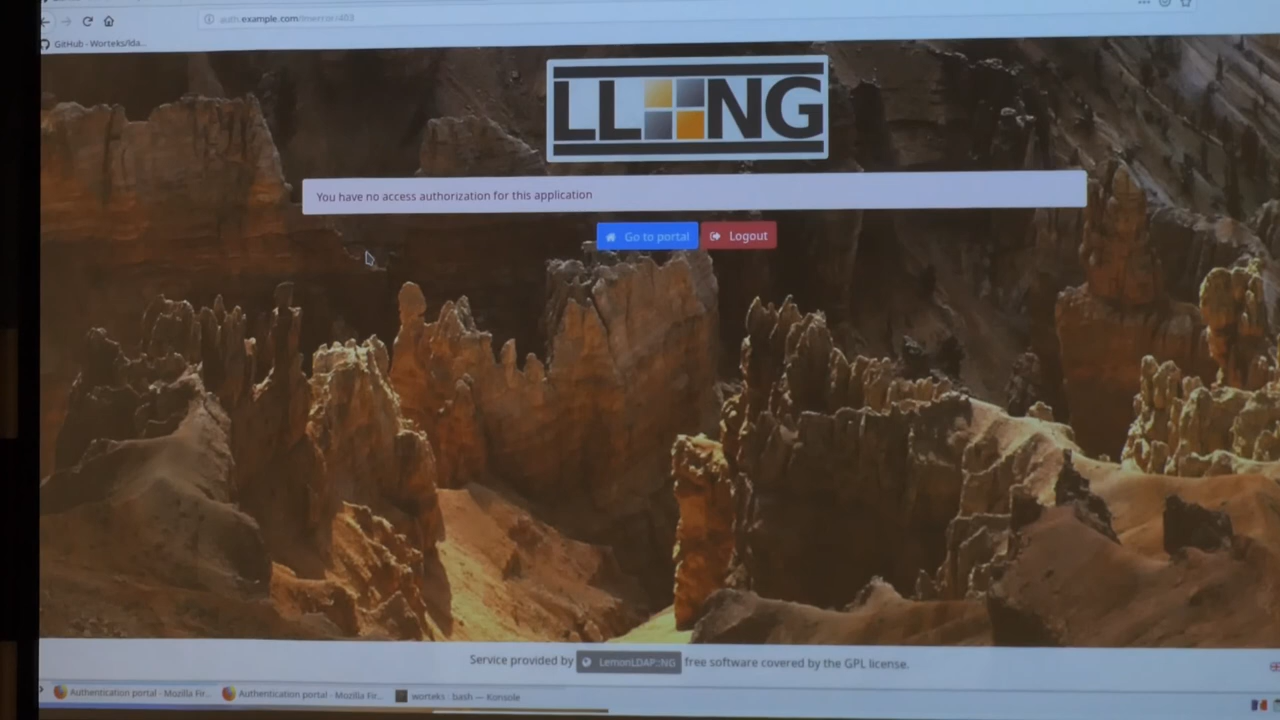 auth.example.com/lmerror/403
GitHub - Worteks/lda...
LL::NG
You have no access authorization for this application
Go to portal
Logout
Service provided by LemonLDAP::NG free software covered by the GPL license.
Authentication portal - Mozilla Fir...
Authentication portal - Mozilla Fir...
worteks : bash — Konsole